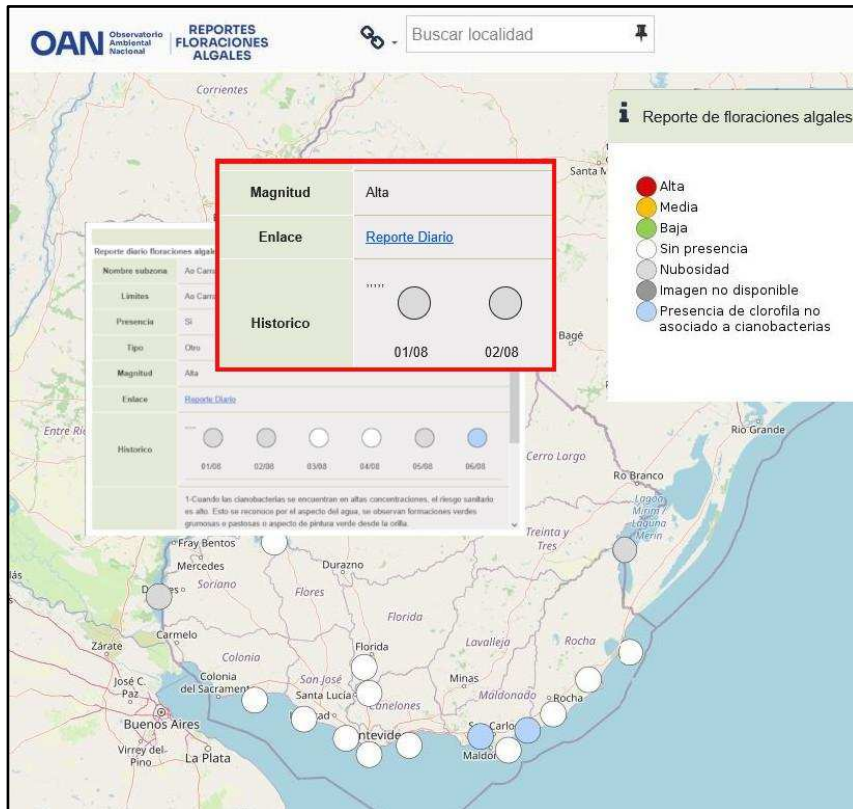 OAN Observatorio Ambiental Nacional
REPORTES FLORACIONES ALGALES
Buscar localidad
Reporte de floraciones algales
Alta
Media
Baja
Sin presencia
Nubosidad
Imagen no disponible
Presencia de clorofila no
asociado a cianobacterias
Magnitud Alta
Enlace Reporte Diario
Historico
01/08 02/08
Reporte diario floraciones
Nombre subzona Ao
Limites Ao
Presencia Si
Tipo Otro
Magnitud Alta
Enlace Reporte Diario
Historico
01/08 02/08 03/08 04/08 05/08 06/08
1-Cuando las cianobacterias se encuentran en altas concentraciones, el riesgo sanitario
es alto. Esto se reconoce por el aspecto del agua, se observan formaciones verdes
grumosas o pastosas o aspecto de pintura verde desde la orilla.
Corrientes
Santa
Bagé
Entre
Rio Grande
Cerro Largo
Rio Branco
Lagoa
Mirim /
Laguna
Merin
Treinta y
Tres
Fray Bentos
Mercedes
Durazno
Soriano
Flores
Florida
Carmelo
Zárate
Colonia
Florida
Lavalleja
Rocha
José C.
Paz
Colonia
San José
Minas
Santa Lucía
Maldonado
Rocha
Buenos Aires
Virrey del
Pino
La Plata